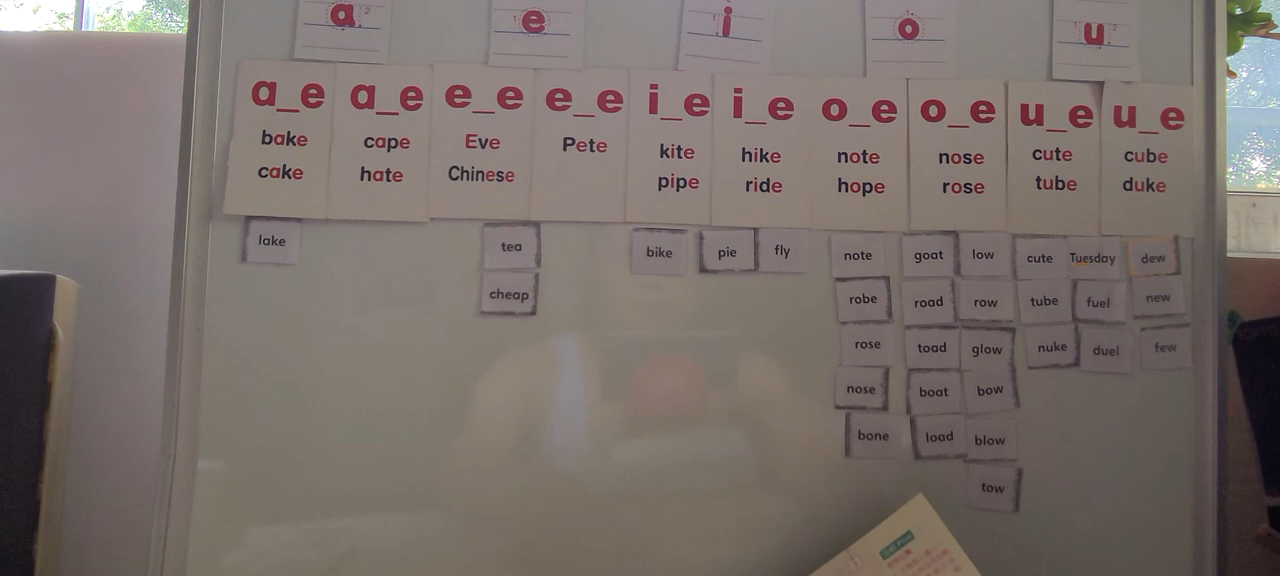 a e i o u
a_e a_e e_e e_e i_e i_e o_e o_e u_e u_e
bake cape Eve Pete kite hike note nose cute cube
cake hate Chinese pipe ride hope rose tube duke
lake tea bike pie fly note goat low cute Tuesday dew
cheap robe road row tube fuel new
rose toad glow nuke duel few
nose boat bow
bone load blow
tow